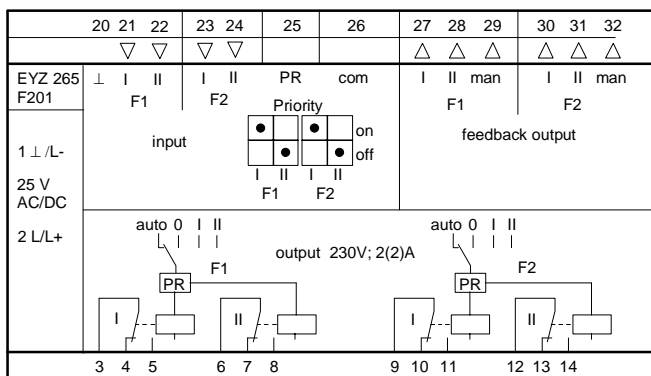 20 21 22 23 24 25 26 27 28 29 30 31 32
EYZ 265 ⊥ I II I II PR com I II man I II man
F201 F1 F2 F1 F2
Priority
on
input
feedback output
off
1 ⊥ /L-
I II I II
F1 F2
25 V
AC/DC
2 L/L+
auto 0 I II auto 0 I II
output 230V; 2(2)A
F1 F2
PR PR
I II I II
3 4 5 6 7 8 9 10 11 12 13 14